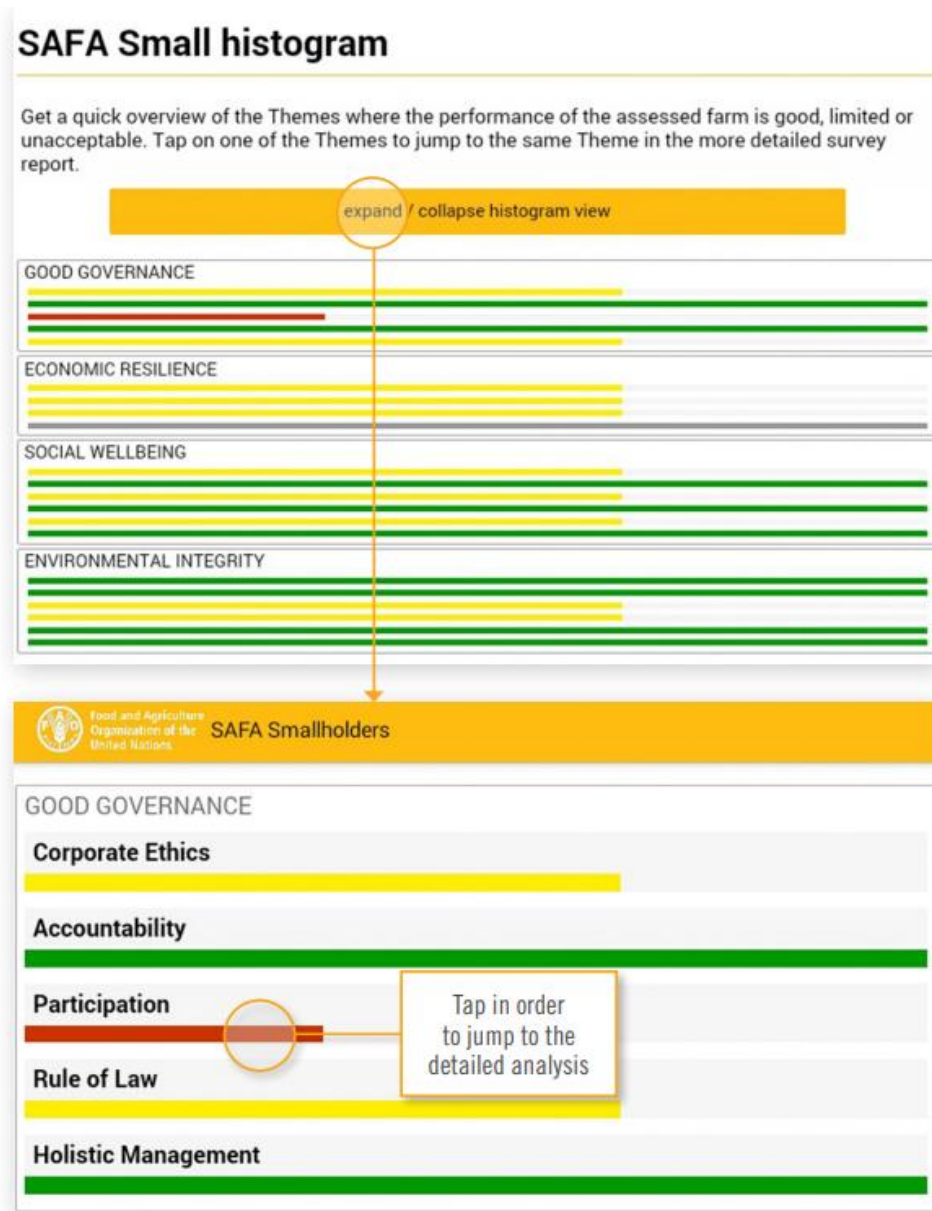 SAFA Small histogram
Get a quick overview of the Themes where the performance of the assessed farm is good, limited or
unacceptable. Tap on one of the Themes to jump to the same Theme in the more detailed survey
report.
expand / collapse histogram view
GOOD GOVERNANCE
ECONOMIC RESILIENCE
SOCIAL WELLBEING
ENVIRONMENTAL INTEGRITY
Food and Agriculture
Organization of the
United Nations
SAFA Smallholders
GOOD GOVERNANCE
Corporate Ethics
Accountability
Participation
Tap in order
to jump to the
detailed analysis
Rule of Law
Holistic Management